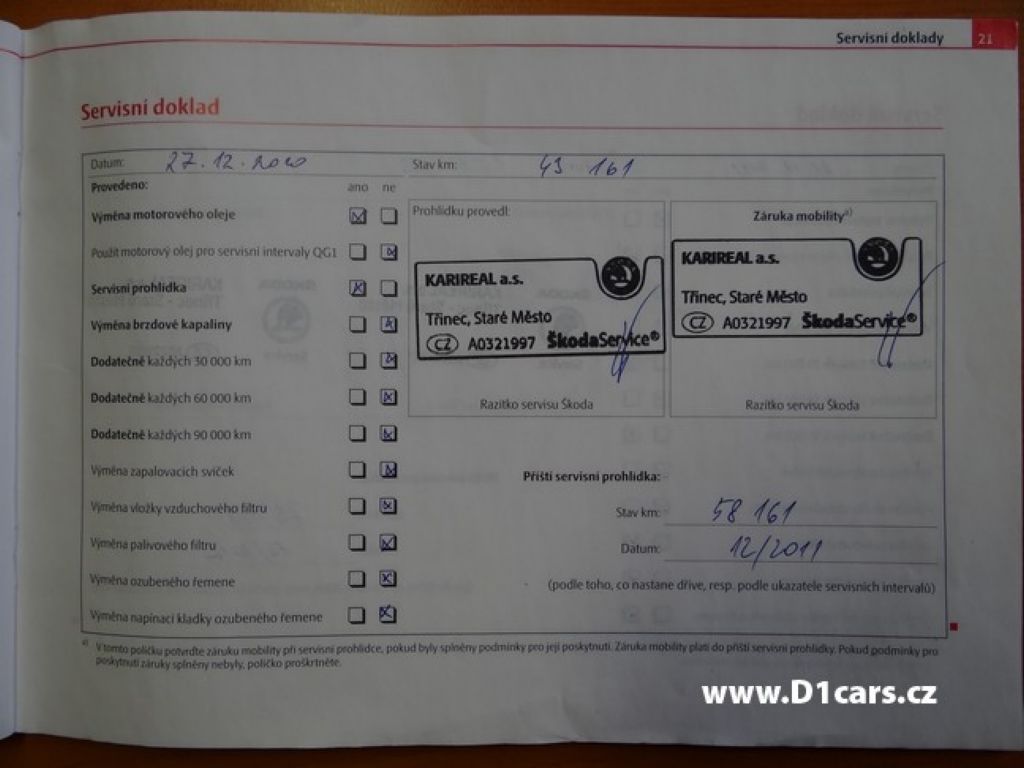 Servisní doklady 21
Servisní doklad
Datum: 27.12.2010 Stav km: 43 161
Provedeno: ano ne
Výměna motorového oleje
Použít motorový olej pro servisní intervaly QG1
Servisní prohlídka
Výměna brzdové kapaliny
Dodatečně každých 30 000 km
Dodatečně každých 60 000 km
Dodatečně každých 90 000 km
Výměna zapalovacích svíček
Výměna vložky vzduchového filtru
Výměna palivového filtru
Výměna ozubeného řemene
Výměna napínací kladky ozubeného řemene
Prohlídku provedl:
KARIREAL a.s.
Třinec, Staré Město
CZ A0321997 ŠkodaService®
Razítko servisu Škoda
Záruka mobility a)
KARIREAL a.s.
Třinec, Staré Město
CZ A0321997 ŠkodaService®
Razítko servisu Škoda
Příští servisní prohlídka:
Stav km: 58 161
Datum: 12/2011
(podle toho, co nastane dříve, resp. podle ukazatele servisních intervalů)
a) V tomto políčku potvrďte záruku mobility při servisní prohlídce, pokud byly splněny podmínky pro její poskytnutí. Záruka mobility platí do příští servisní prohlídky. Pokud podmínky pro
poskytnutí záruky splněny nebyly, políčko proškrtněte.
www.D1cars.cz